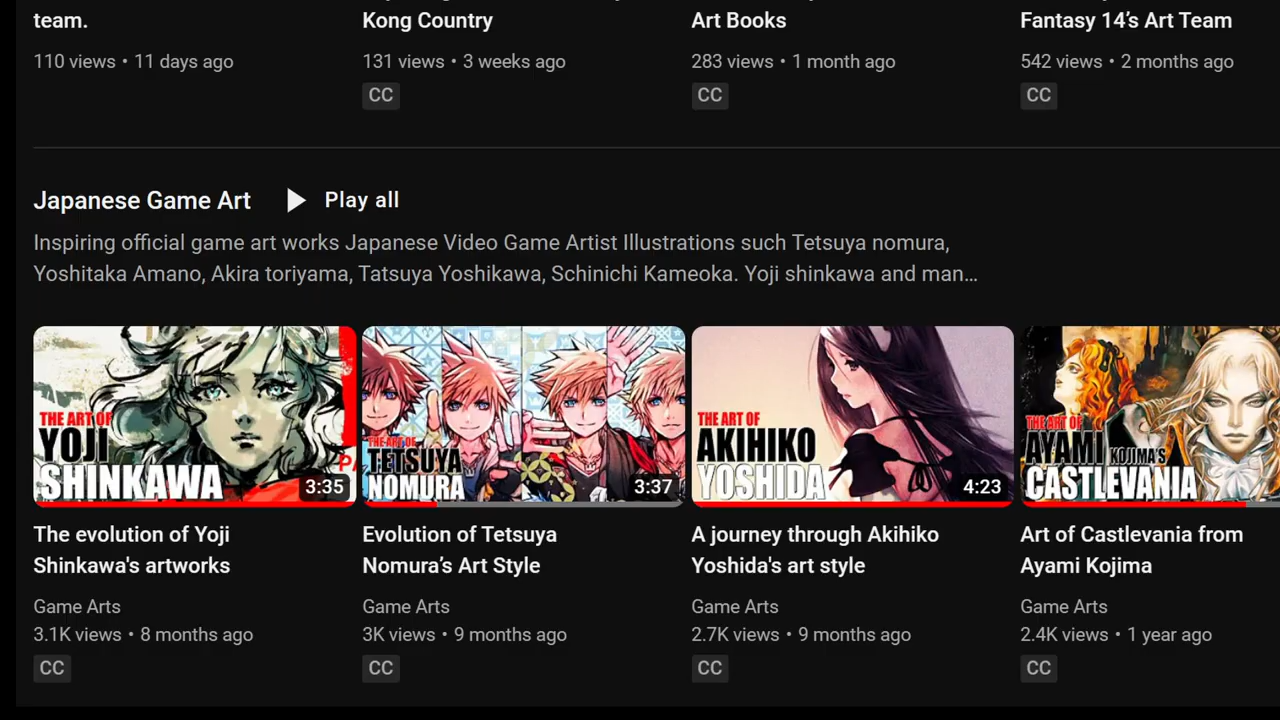 team.
Kong Country
Art Books
Fantasy 14’s Art Team
110 views • 11 days ago
131 views • 3 weeks ago
283 views • 1 month ago
542 views • 2 months ago
CC
CC
CC
Japanese Game Art
Play all
Inspiring official game art works Japanese Video Game Artist Illustrations such Tetsuya nomura,
Yoshitaka Amano, Akira toriyama, Tatsuya Yoshikawa, Schinichi Kameoka. Yoji shinkawa and man…
THE ART OF
YOJI
SHINKAWA
3:35
THE ART OF
TETSUYA
NOMURA
3:37
THE ART OF
AKIHIKO
YOSHIDA
4:23
THE ART OF
AYAMI KOJIMA'S
CASTLEVANIA
The evolution of Yoji
Shinkawa's artworks
Game Arts
3.1K views • 8 months ago
CC
Evolution of Tetsuya
Nomura’s Art Style
Game Arts
3K views • 9 months ago
CC
A journey through Akihiko
Yoshida's art style
Game Arts
2.7K views • 9 months ago
CC
Art of Castlevania from
Ayami Kojima
Game Arts
2.4K views • 1 year ago
CC